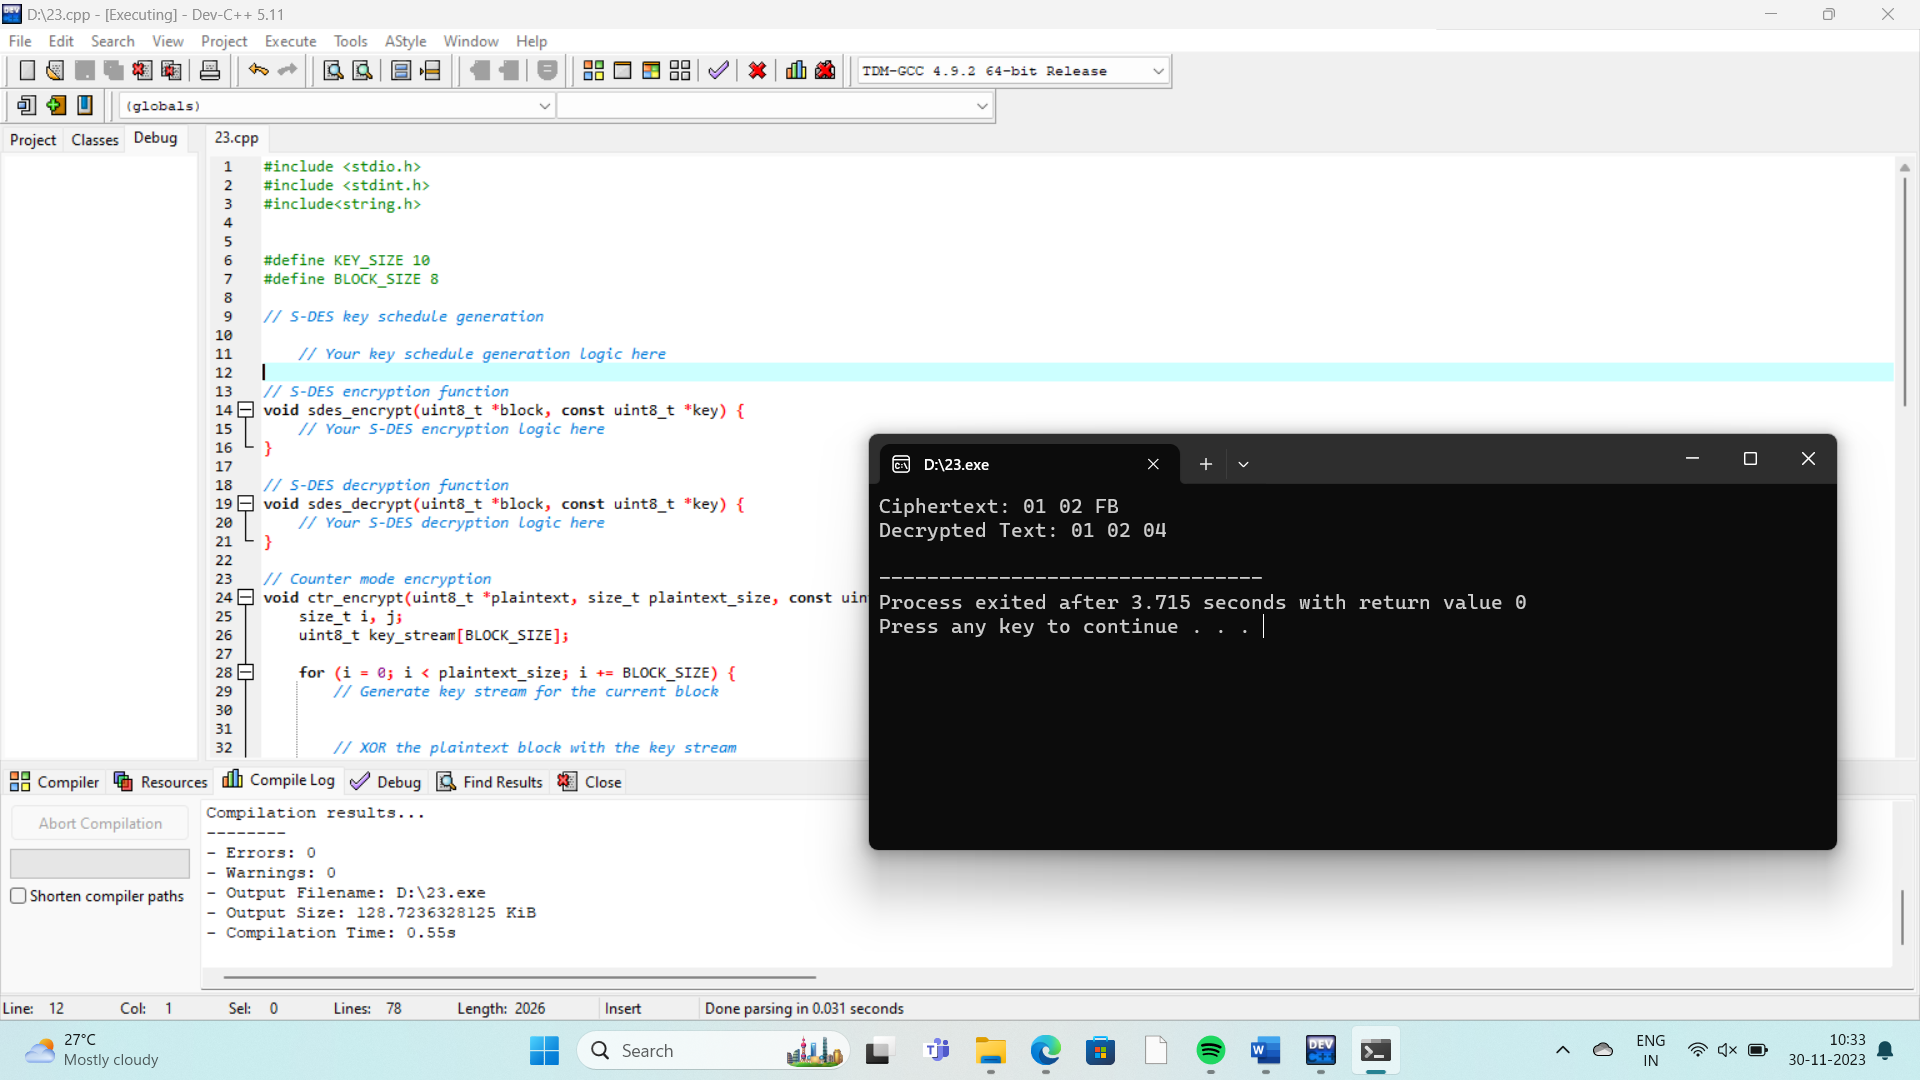 D:\23.cpp - [Executing] - Dev-C++ 5.11
File Edit Search View Project Execute Tools AStyle Window Help
TDM-GCC 4.9.2 64-bit Release
(globals)
Project Classes Debug 23.cpp
1 #include <stdio.h>
2 #include <stdint.h>
3 #include<string.h>
4
5
6 #define KEY_SIZE 10
7 #define BLOCK_SIZE 8
8
9 // S-DES key schedule generation
10
11 // Your key schedule generation logic here
12
13 // S-DES encryption function
14 void sdes_encrypt(uint8_t *block, const uint8_t *key) {
15 // Your S-DES encryption logic here
16 }
17
18 // S-DES decryption function
19 void sdes_decrypt(uint8_t *block, const uint8_t *key) {
20 // Your S-DES decryption logic here
21 }
22
23 // Counter mode encryption
24 void ctr_encrypt(uint8_t *plaintext, size_t plaintext_size, const uin
25 size_t i, j;
26 uint8_t key_stream[BLOCK_SIZE];
27
28 for (i = 0; i < plaintext_size; i += BLOCK_SIZE) {
29 // Generate key stream for the current block
30
31
32 // XOR the plaintext block with the key stream
D:\23.exe
Ciphertext: 01 02 FB
Decrypted Text: 01 02 04
--------------------------------
Process exited after 3.715 seconds with return value 0
Press any key to continue . . .
Compiler Resources Compile Log Debug Find Results Close
Abort Compilation
Shorten compiler paths
Compilation results...
--------
- Errors: 0
- Warnings: 0
- Output Filename: D:\23.exe
- Output Size: 128.7236328125 KiB
- Compilation Time: 0.55s
Line: 12 Col: 1 Sel: 0 Lines: 78 Length: 2026 Insert Done parsing in 0.031 seconds
27°C
Mostly cloudy
Search
DEV
ENG
IN
10:33
30-11-2023